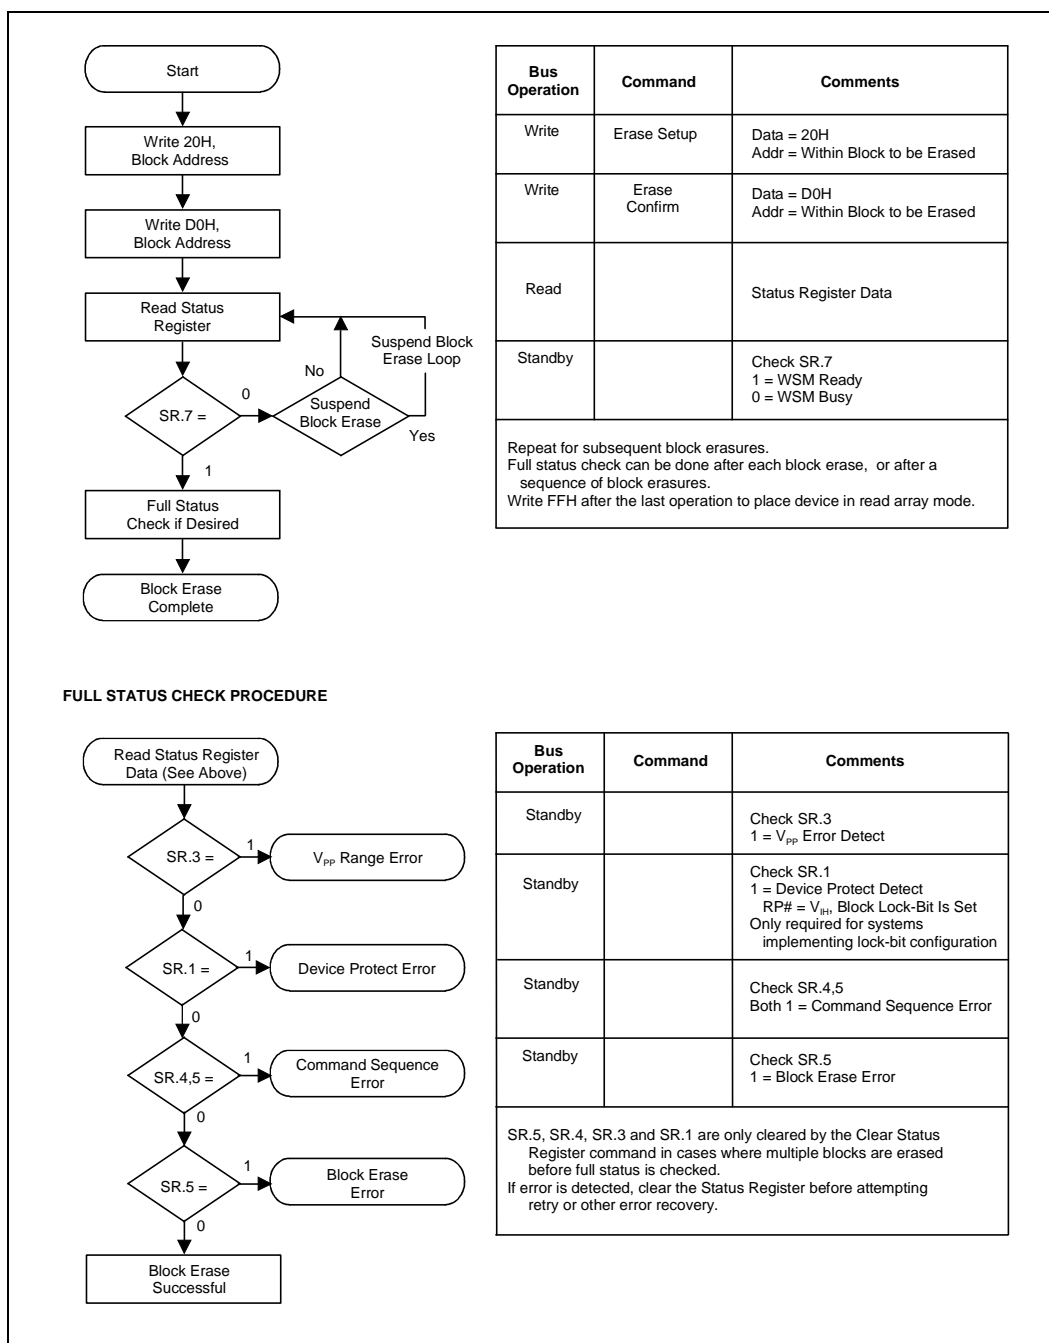 Start
Write 20H,
Block Address
Write D0H,
Block Address
Read Status
Register
Suspend Block
Erase Loop
No
0
SR.7 =
Suspend
Block Erase
Yes
1
Full Status
Check if Desired
Block Erase
Complete
Bus
Operation
Command
Comments
Write
Erase Setup
Data = 20H
Addr = Within Block to be Erased
Write
Erase
Confirm
Data = D0H
Addr = Within Block to be Erased
Read
Status Register Data
Standby
Check SR.7
1 = WSM Ready
0 = WSM Busy
Repeat for subsequent block erasures.
Full status check can be done after each block erase, or after a
sequence of block erasures.
Write FFH after the last operation to place device in read array mode.
FULL STATUS CHECK PROCEDURE
Read Status Register
Data (See Above)
SR.3 =
1
VPP Range Error
0
SR.1 =
1
Device Protect Error
0
SR.4,5 =
1
Command Sequence
Error
0
SR.5 =
1
Block Erase
Error
0
Block Erase
Successful
Bus
Operation
Command
Comments
Standby
Check SR.3
1 = VPP Error Detect
Standby
Check SR.1
1 = Device Protect Detect
RP# = VIH, Block Lock-Bit Is Set
Only required for systems
implementing lock-bit configuration
Standby
Check SR.4,5
Both 1 = Command Sequence Error
Standby
Check SR.5
1 = Block Erase Error
SR.5, SR.4, SR.3 and SR.1 are only cleared by the Clear Status
Register command in cases where multiple blocks are erased
before full status is checked.
If error is detected, clear the Status Register before attempting
retry or other error recovery.